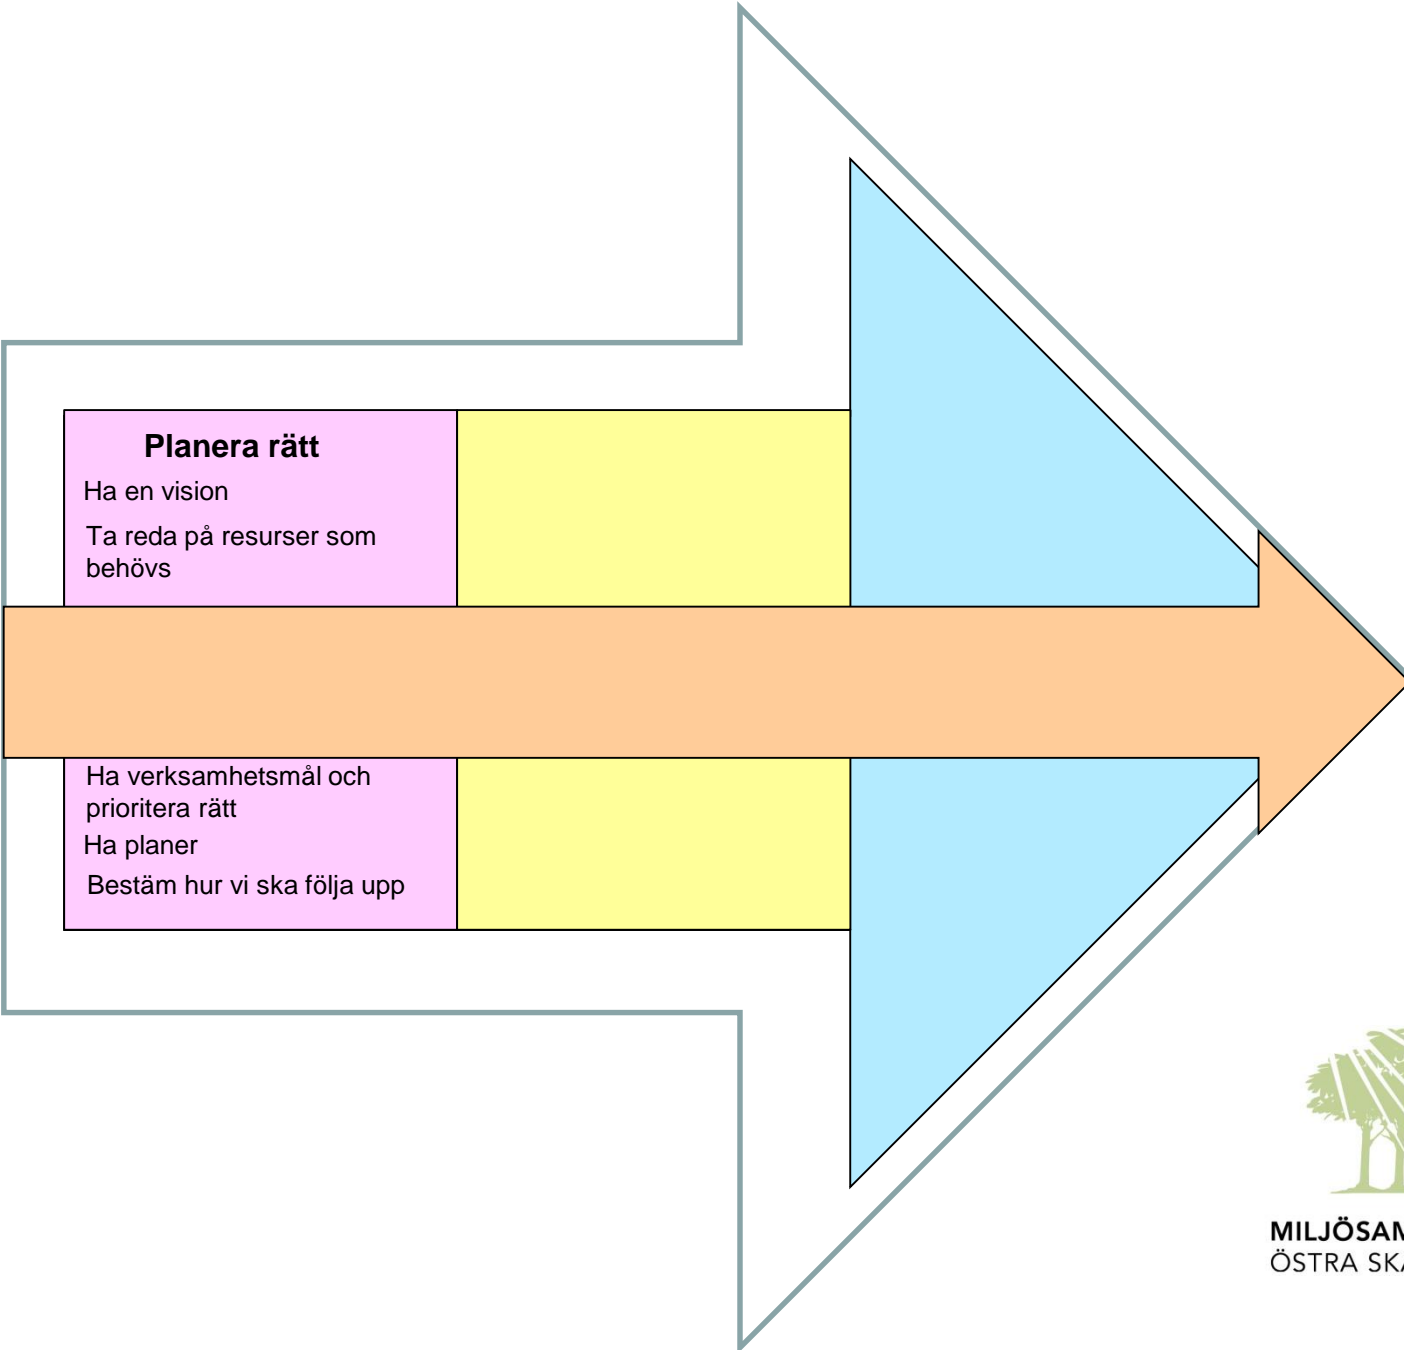 Planera rätt
Ha en vision
Ta reda på resurser som
behövs
Ha verksamhetsmål och
prioritera rätt
Ha planer
Bestäm hur vi ska följa upp
MILJÖSAM
ÖSTRA SKA